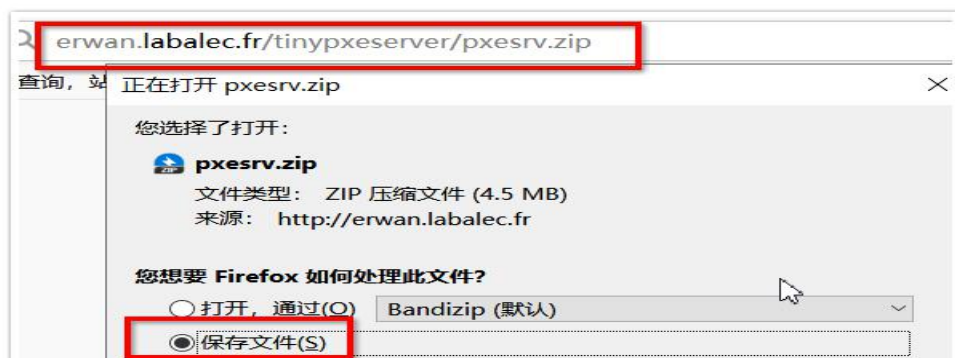 erwan.labalec.fr/tinypxeserver/pxesrv.zip
查询，站
正在打开 pxesrv.zip
您选择了打开：
pxesrv.zip
文件类型： ZIP 压缩文件 (4.5 MB)
来源： http://erwan.labalec.fr
您想要 Firefox 如何处理此文件?
打开，通过(O) Bandizip (默认)
保存文件(S)